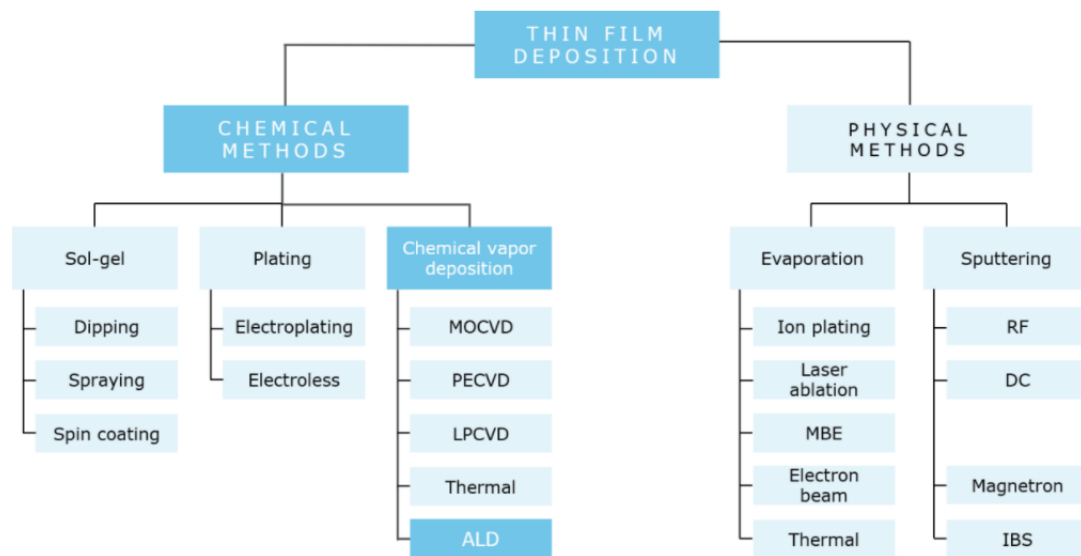 THIN FILM
DEPOSITION
CHEMICAL
METHODS
PHYSICAL
METHODS
Sol-gel
Plating
Chemical vapor
deposition
Evaporation
Sputtering
Dipping
Electroplating
MOCVD
Ion plating
RF
Spraying
Electroless
PECVD
Laser
ablation
DC
Spin coating
LPCVD
MBE
Thermal
Electron
beam
Magnetron
ALD
Thermal
IBS